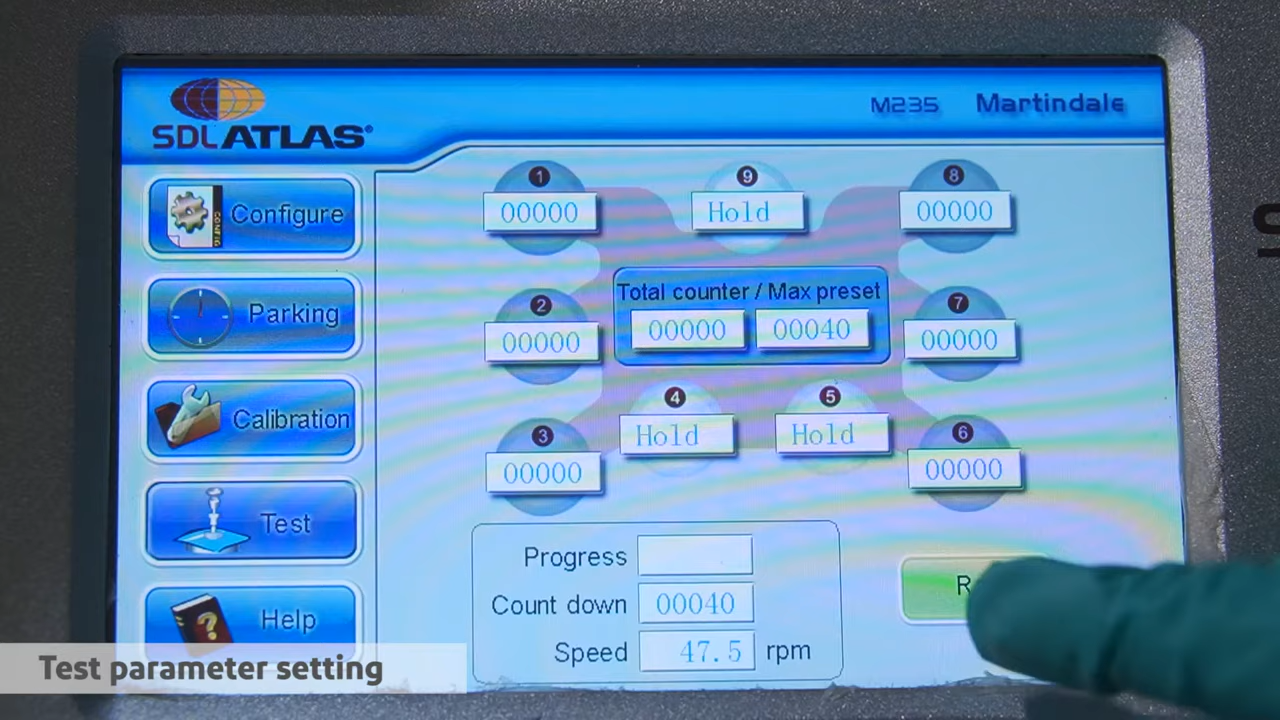 SDLATLAS®
M235 Martindale
Configure
CONFIG
Parking
Calibration
Test
Help
1
00000
9
Hold
8
00000
2
00000
Total counter / Max preset
00000 00040
7
00000
3
00000
4
Hold
5
Hold
6
00000
Progress
Count down 00040
Speed 47.5 rpm
Test parameter setting